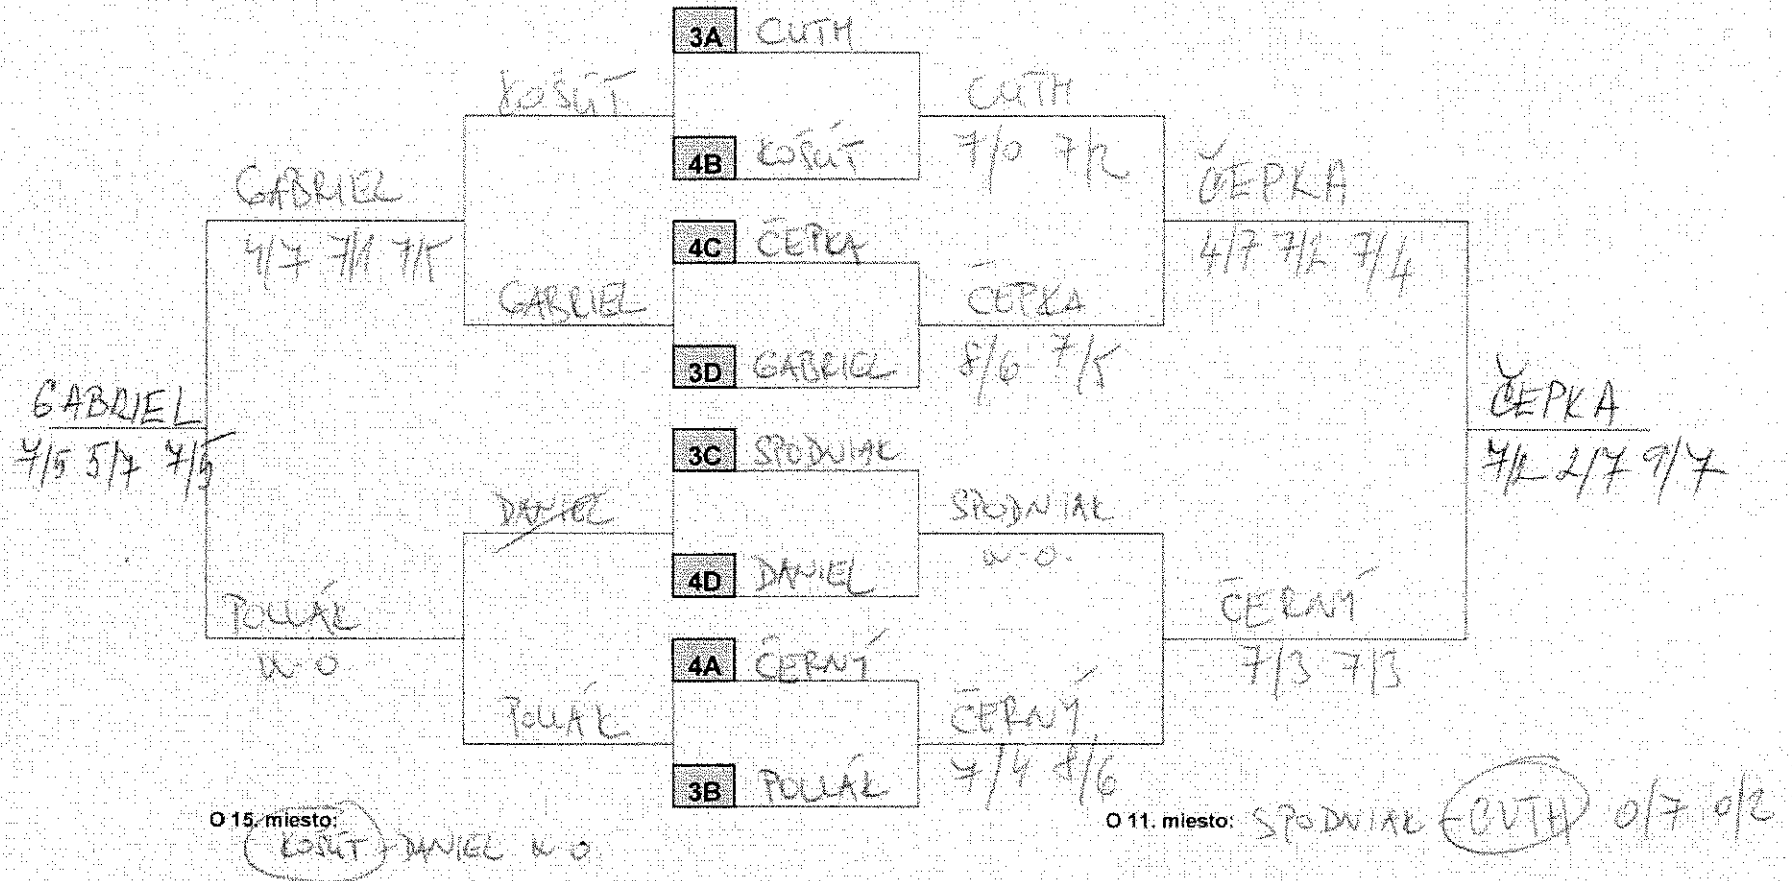 3A CUTH
KOŠÚT
CUTH
4B KOŠÚT
7/0 7/2
GABRIEL
ČEPKA
4/7 7/1 7/5
4C ČEPKA
4/7 7/2 7/4
GABRIEL
ČEPKA
3D GABRIEL
8/6 7/5
GABRIEL
7/5 5/7 7/5
ČEPKA
7/2 2/7 9/7
3C SPODNIAK
DANIEL
SPODNIAK
w-o.
4D DANIEL
POLLÁK
w-o
ČERNÝ
7/3 7/3
4A ČERNÝ
POLLÁK
ČERNÝ
7/4 8/6
3B POLLÁK
O 15. miesto:
KOŠÚT - DANIEL w o
O 11. miesto: SPODNIAK - CUTH 0/7 0/2